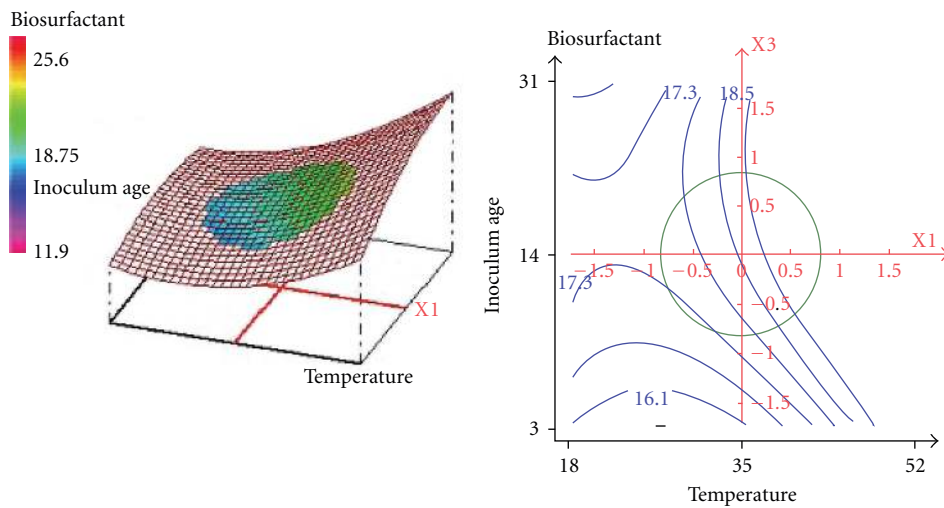 Biosurfactant
25.6
18.75
Inoculum age
11.9
X1
Temperature
Biosurfactant
X3
31
17.3
18.5
1.5
1
0.5
Inoculum age
14
X1
−1.5
−1
−0.5
0
0.5
1
1.5
17.3
−0.5
−1
16.1
−1.5
3
18
35
52
Temperature